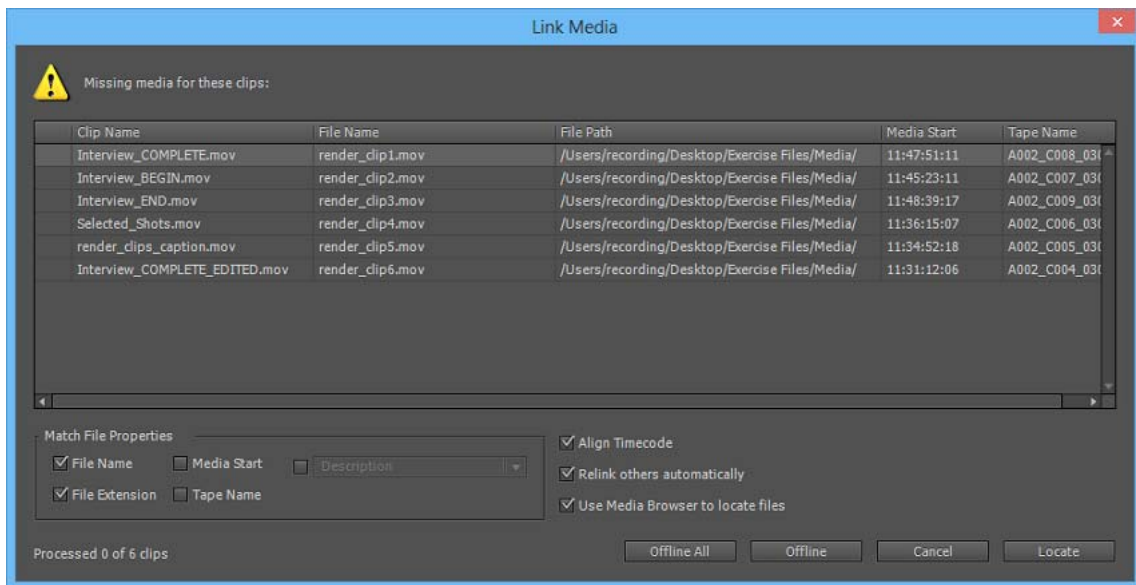 Link Media
Missing media for these clips:
Clip Name File Name File Path Media Start Tape Name
Interview_COMPLETE.mov render_clip1.mov /Users/recording/Desktop/Exercise Files/Media/ 11:47:51:11 A002_C008_030
Interview_BEGIN.mov render_clip2.mov /Users/recording/Desktop/Exercise Files/Media/ 11:45:23:11 A002_C007_030
Interview_END.mov render_clip3.mov /Users/recording/Desktop/Exercise Files/Media/ 11:48:39:17 A002_C009_030
Selected_Shots.mov render_clip4.mov /Users/recording/Desktop/Exercise Files/Media/ 11:36:15:07 A002_C006_030
render_clips_caption.mov render_clip5.mov /Users/recording/Desktop/Exercise Files/Media/ 11:34:52:18 A002_C005_030
Interview_COMPLETE_EDITED.mov render_clip6.mov /Users/recording/Desktop/Exercise Files/Media/ 11:31:12:06 A002_C004_030
Match File Properties
File Name Media Start Description
File Extension Tape Name
Align Timecode
Relink others automatically
Use Media Browser to locate files
Processed 0 of 6 clips
Offline All Offline Cancel Locate